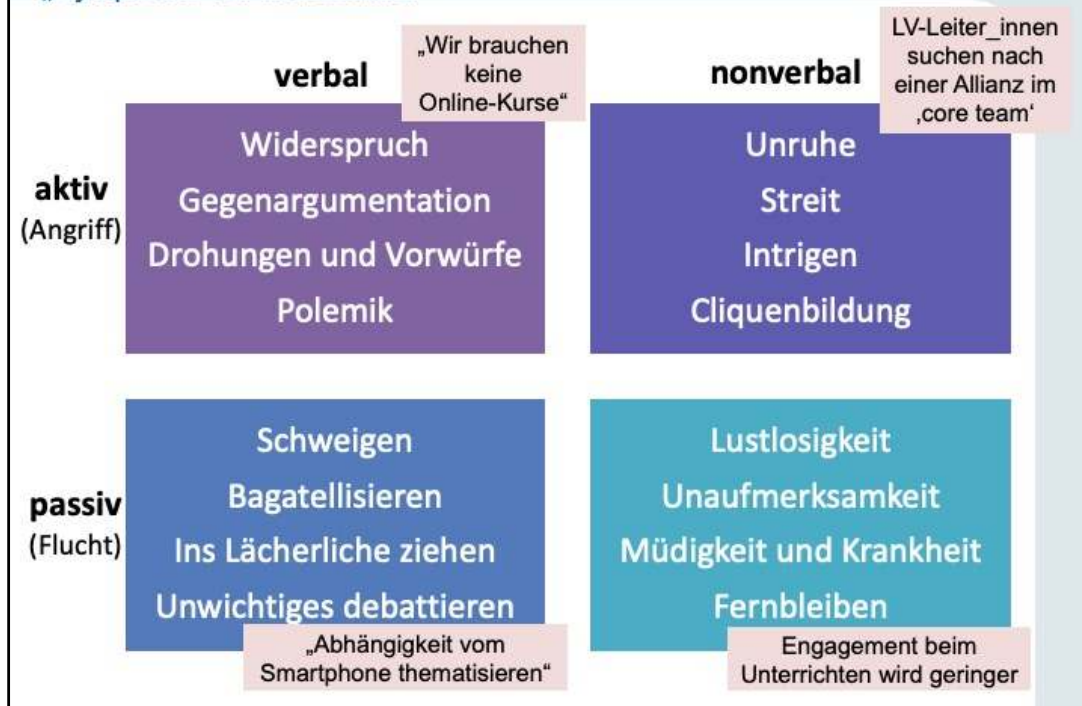 verbal
„Wir brauchen
keine
Online-Kurse“
nonverbal
LV-Leiter_innen
suchen nach
einer Allianz im
‚core team‘
aktiv
(Angriff)
Widerspruch
Gegenargumentation
Drohungen und Vorwürfe
Polemik
Unruhe
Streit
Intrigen
Cliquenbildung
passiv
(Flucht)
Schweigen
Bagatellisieren
Ins Lächerliche ziehen
Unwichtiges debattieren
„Abhängigkeit vom
Smartphone thematisieren“
Lustlosigkeit
Unaufmerksamkeit
Müdigkeit und Krankheit
Fernbleiben
Engagement beim
Unterrichten wird geringer